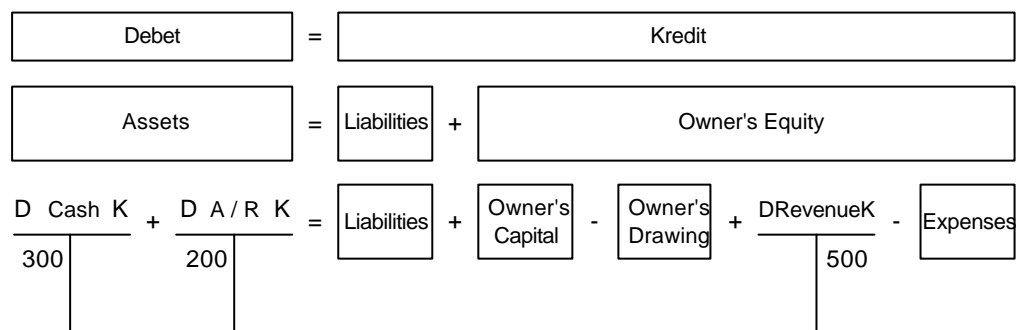 Debet = Kredit
Assets = Liabilities + Owner's Equity
D Cash K + D A / R K = Liabilities + Owner's Capital - Owner's Drawing + DRevenueK - Expenses
300 200 500